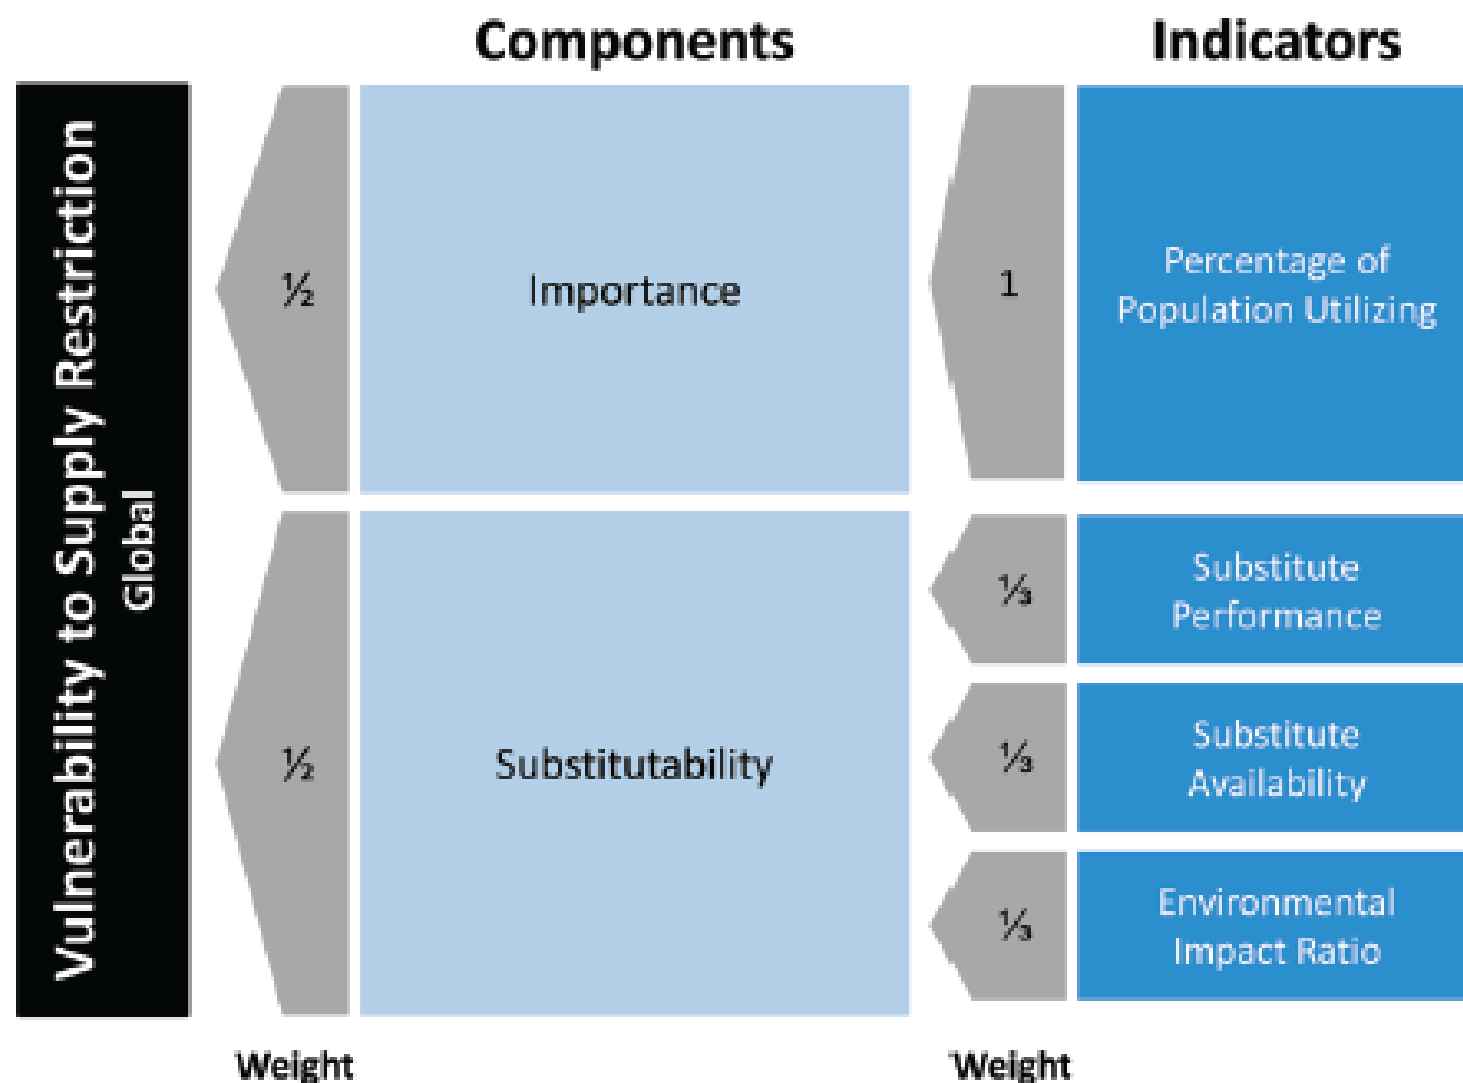 Components
Indicators
Vulnerability to Supply Restriction
Global
½
Importance
1
Percentage of
Population Utilizing
½
Substitutability
⅓
Substitute
Performance
⅓
Substitute
Availability
⅓
Environmental
Impact Ratio
Weight
Weight